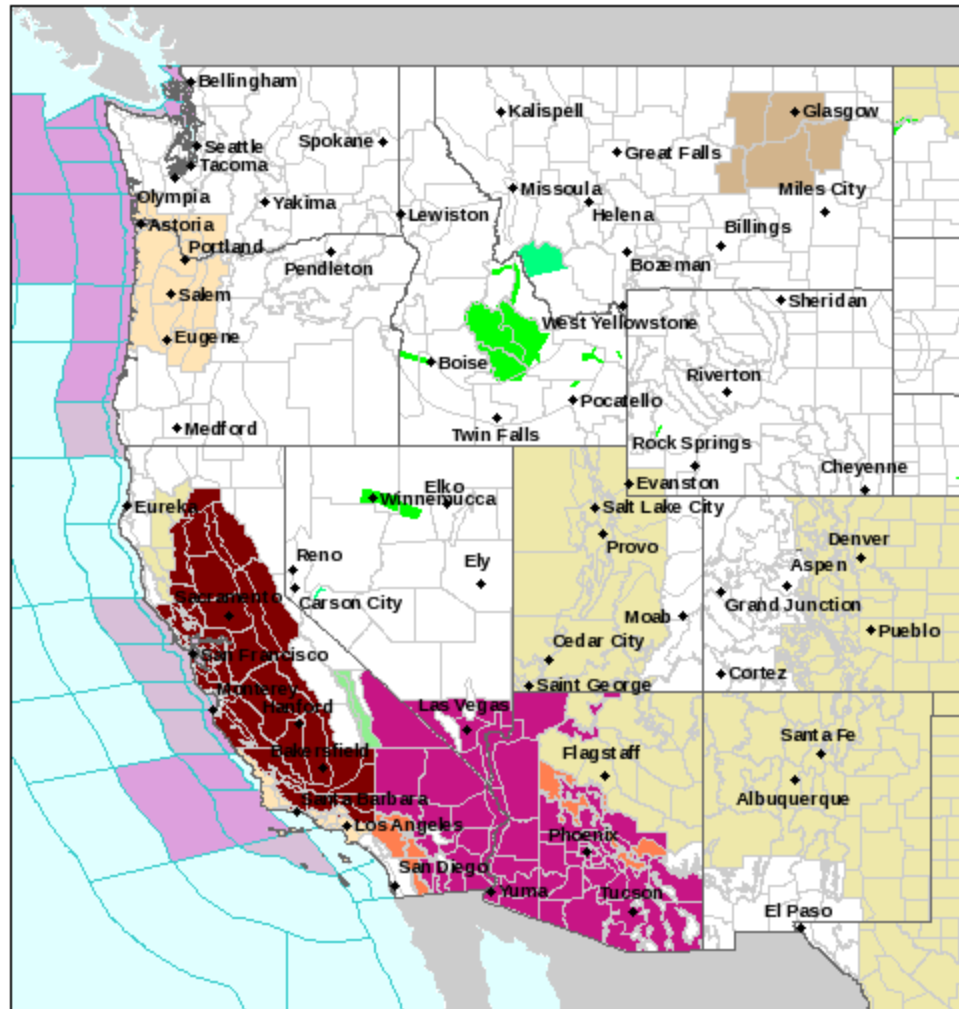 Bellingham
Kalispell
Glasgow
Spokane
Seattle
Great Falls
Tacoma
Missoula
Miles City
Olympia
Yakima
Lewiston
Helena
Astoria
Billings
Portland
Pendleton
Bozeman
Salem
Sheridan
West Yellowstone
Eugene
Boise
Riverton
Pocatello
Medford
Twin Falls
Rock Springs
Cheyenne
Evanston
Elko
Winnemucca
Eureka
Salt Lake City
Provo
Denver
Reno
Ely
Aspen
Sacramento
Carson City
Grand Junction
Moab
Pueblo
Cedar City
San Francisco
Cortez
Saint George
Monterey
Hanford
Las Vegas
Santa Fe
Bakersfield
Flagstaff
Albuquerque
Santa Barbara
Los Angeles
Phoenix
San Diego
Yuma
Tucson
El Paso